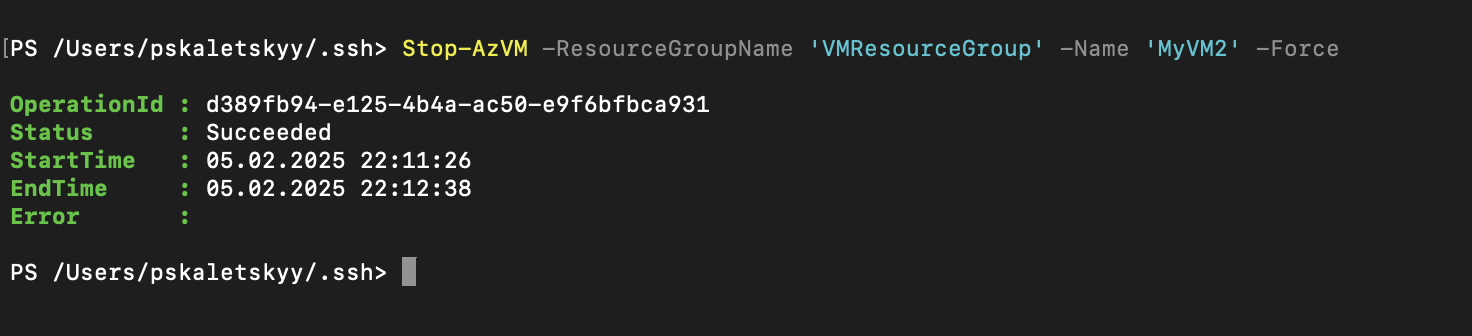 [PS /Users/pskaletskyy/.ssh> Stop-AzVM -ResourceGroupName 'VMResourceGroup' -Name 'MyVM2' -Force
OperationId : d389fb94-e125-4b4a-ac50-e9f6bfbca931
Status      : Succeeded
StartTime   : 05.02.2025 22:11:26
EndTime     : 05.02.2025 22:12:38
Error       :
PS /Users/pskaletskyy/.ssh>